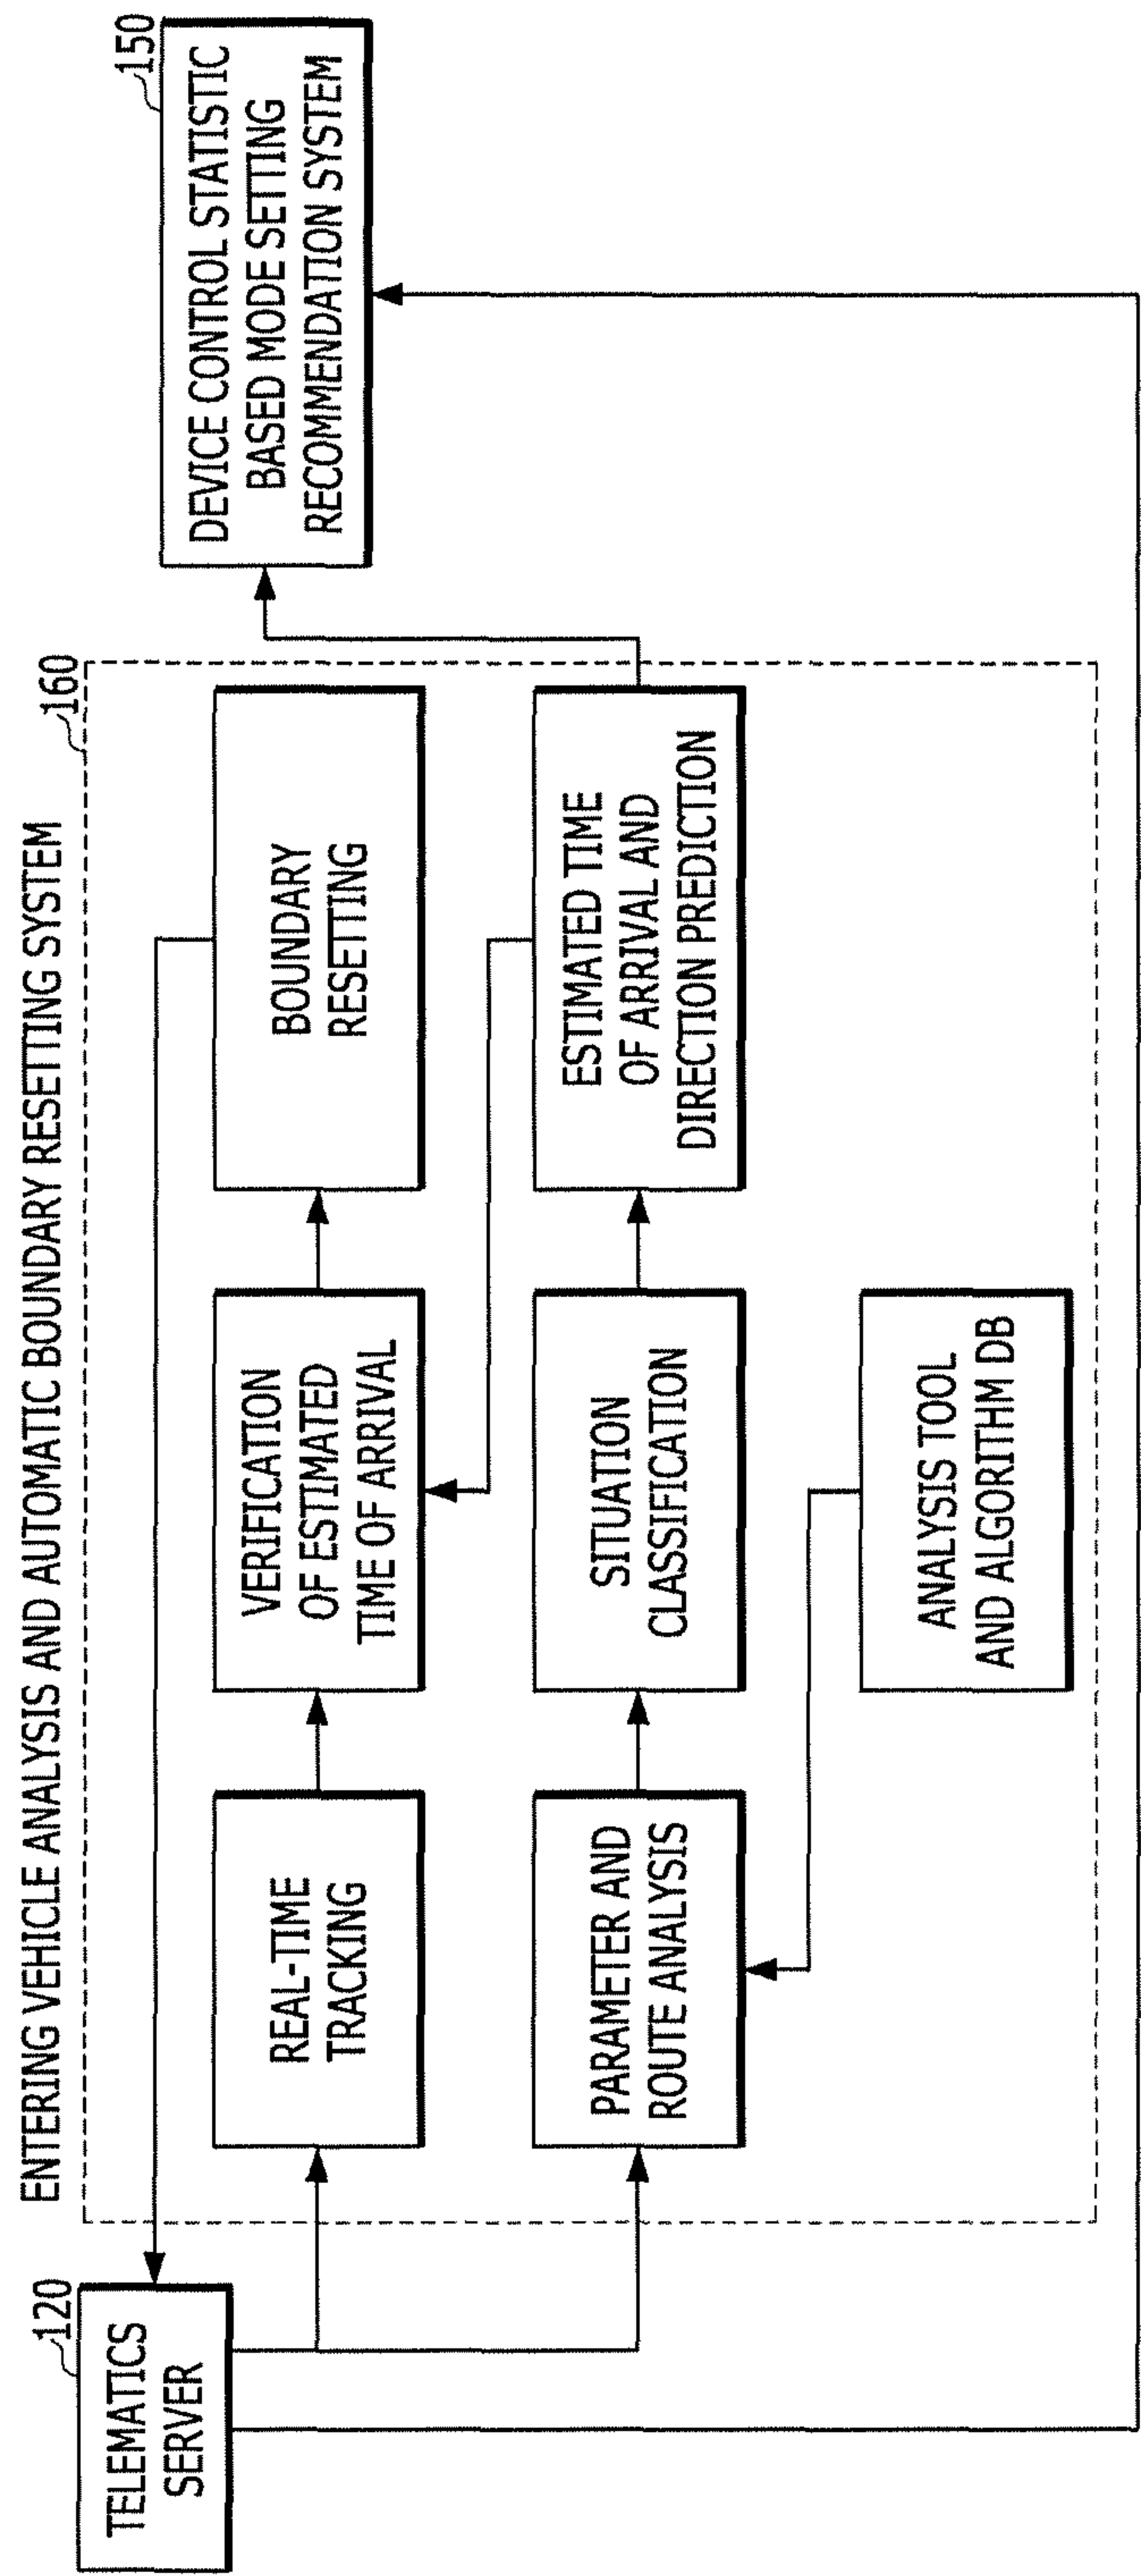 ENTERING VEHICLE ANALYSIS AND AUTOMATIC BOUNDARY RESETTING SYSTEM
120
TELEMATICS
SERVER
160
REAL-TIME
TRACKING
VERIFICATION
OF ESTIMATED
TIME OF ARRIVAL
BOUNDARY
RESETTING
PARAMETER AND
ROUTE ANALYSIS
SITUATION
CLASSIFICATION
ESTIMATED TIME
OF ARRIVAL AND
DIRECTION PREDICTION
ANALYSIS TOOL
AND ALGORITHM DB
150
DEVICE CONTROL STATISTIC
BASED MODE SETTING
RECOMMENDATION SYSTEM